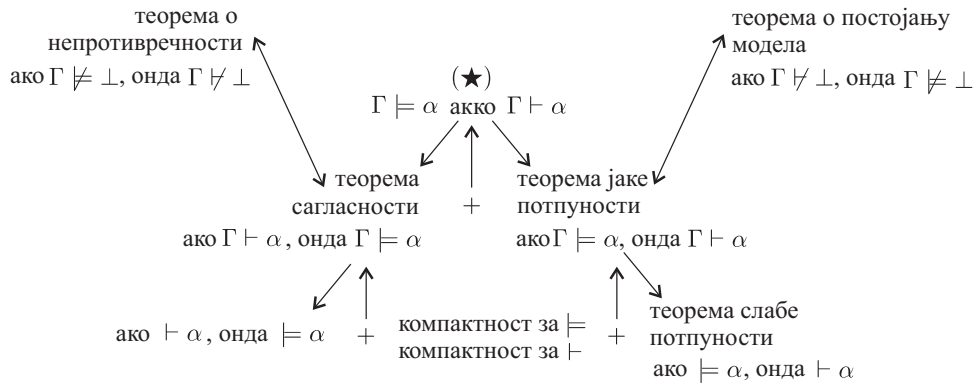 теорема о
непротивречности
ако Γ ⊭ ⊥, онда Γ ⊬ ⊥
теорема о постојању
модела
ако Γ ⊬ ⊥, онда Γ ⊭ ⊥
(★)
Γ ⊨ α акко Γ ⊢ α
теорема
сагласности
ако Γ ⊢ α, онда Γ ⊨ α
+
теорема јаке
потпуности
ако Γ ⊨ α, онда Γ ⊢ α
ако ⊢ α, онда ⊨ α
+
компактност за ⊨
компактност за ⊢
+
теорема слабе
потпуности
ако ⊨ α, онда ⊢ α